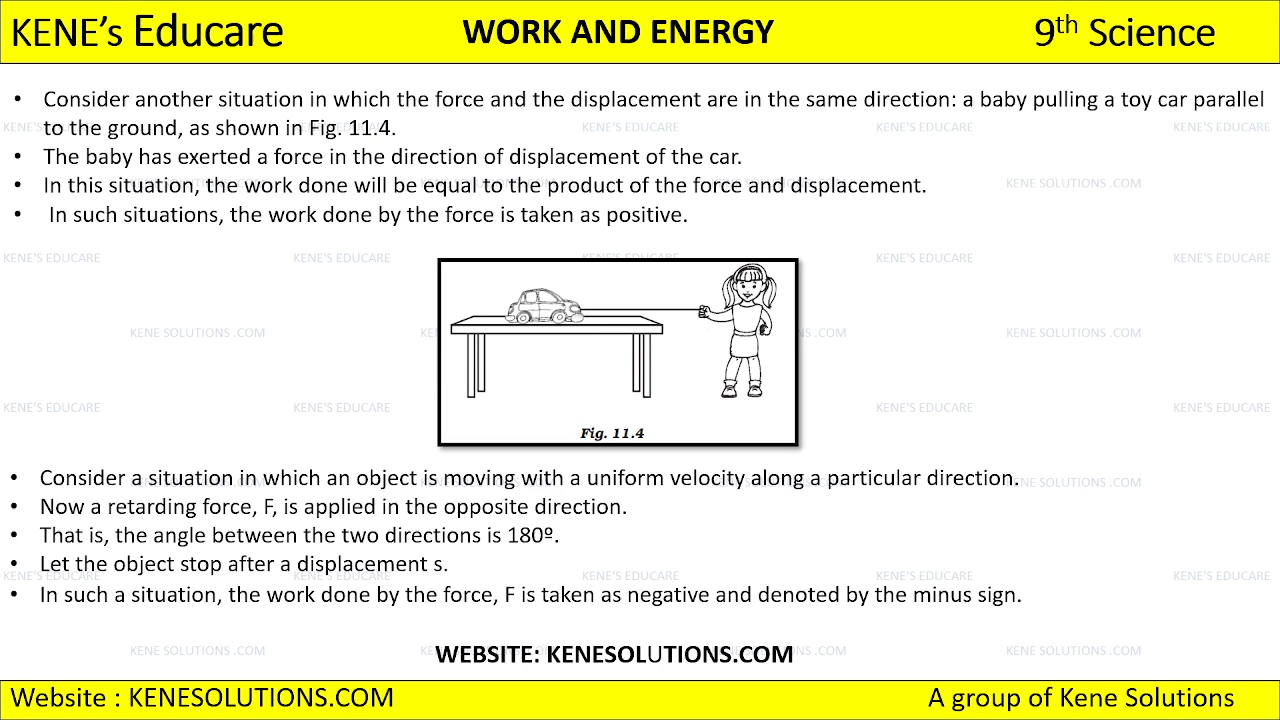 KENE's Educare
WORK AND ENERGY
9th Science
• Consider another situation in which the force and the displacement are in the same direction: a baby pulling a toy car parallel
to the ground, as shown in Fig. 11.4.
• The baby has exerted a force in the direction of displacement of the car.
• In this situation, the work done will be equal to the product of the force and displacement.
• In such situations, the work done by the force is taken as positive.
Fig. 11.4
• Consider a situation in which an object is moving with a uniform velocity along a particular direction.
• Now a retarding force, F, is applied in the opposite direction.
• That is, the angle between the two directions is 180º.
• Let the object stop after a displacement s.
• In such a situation, the work done by the force, F is taken as negative and denoted by the minus sign.
WEBSITE: KENESOLUTIONS.COM
Website : KENESOLUTIONS.COM
A group of Kene Solutions
KENE'S EDUCARE
KENE SOLUTIONS .COM